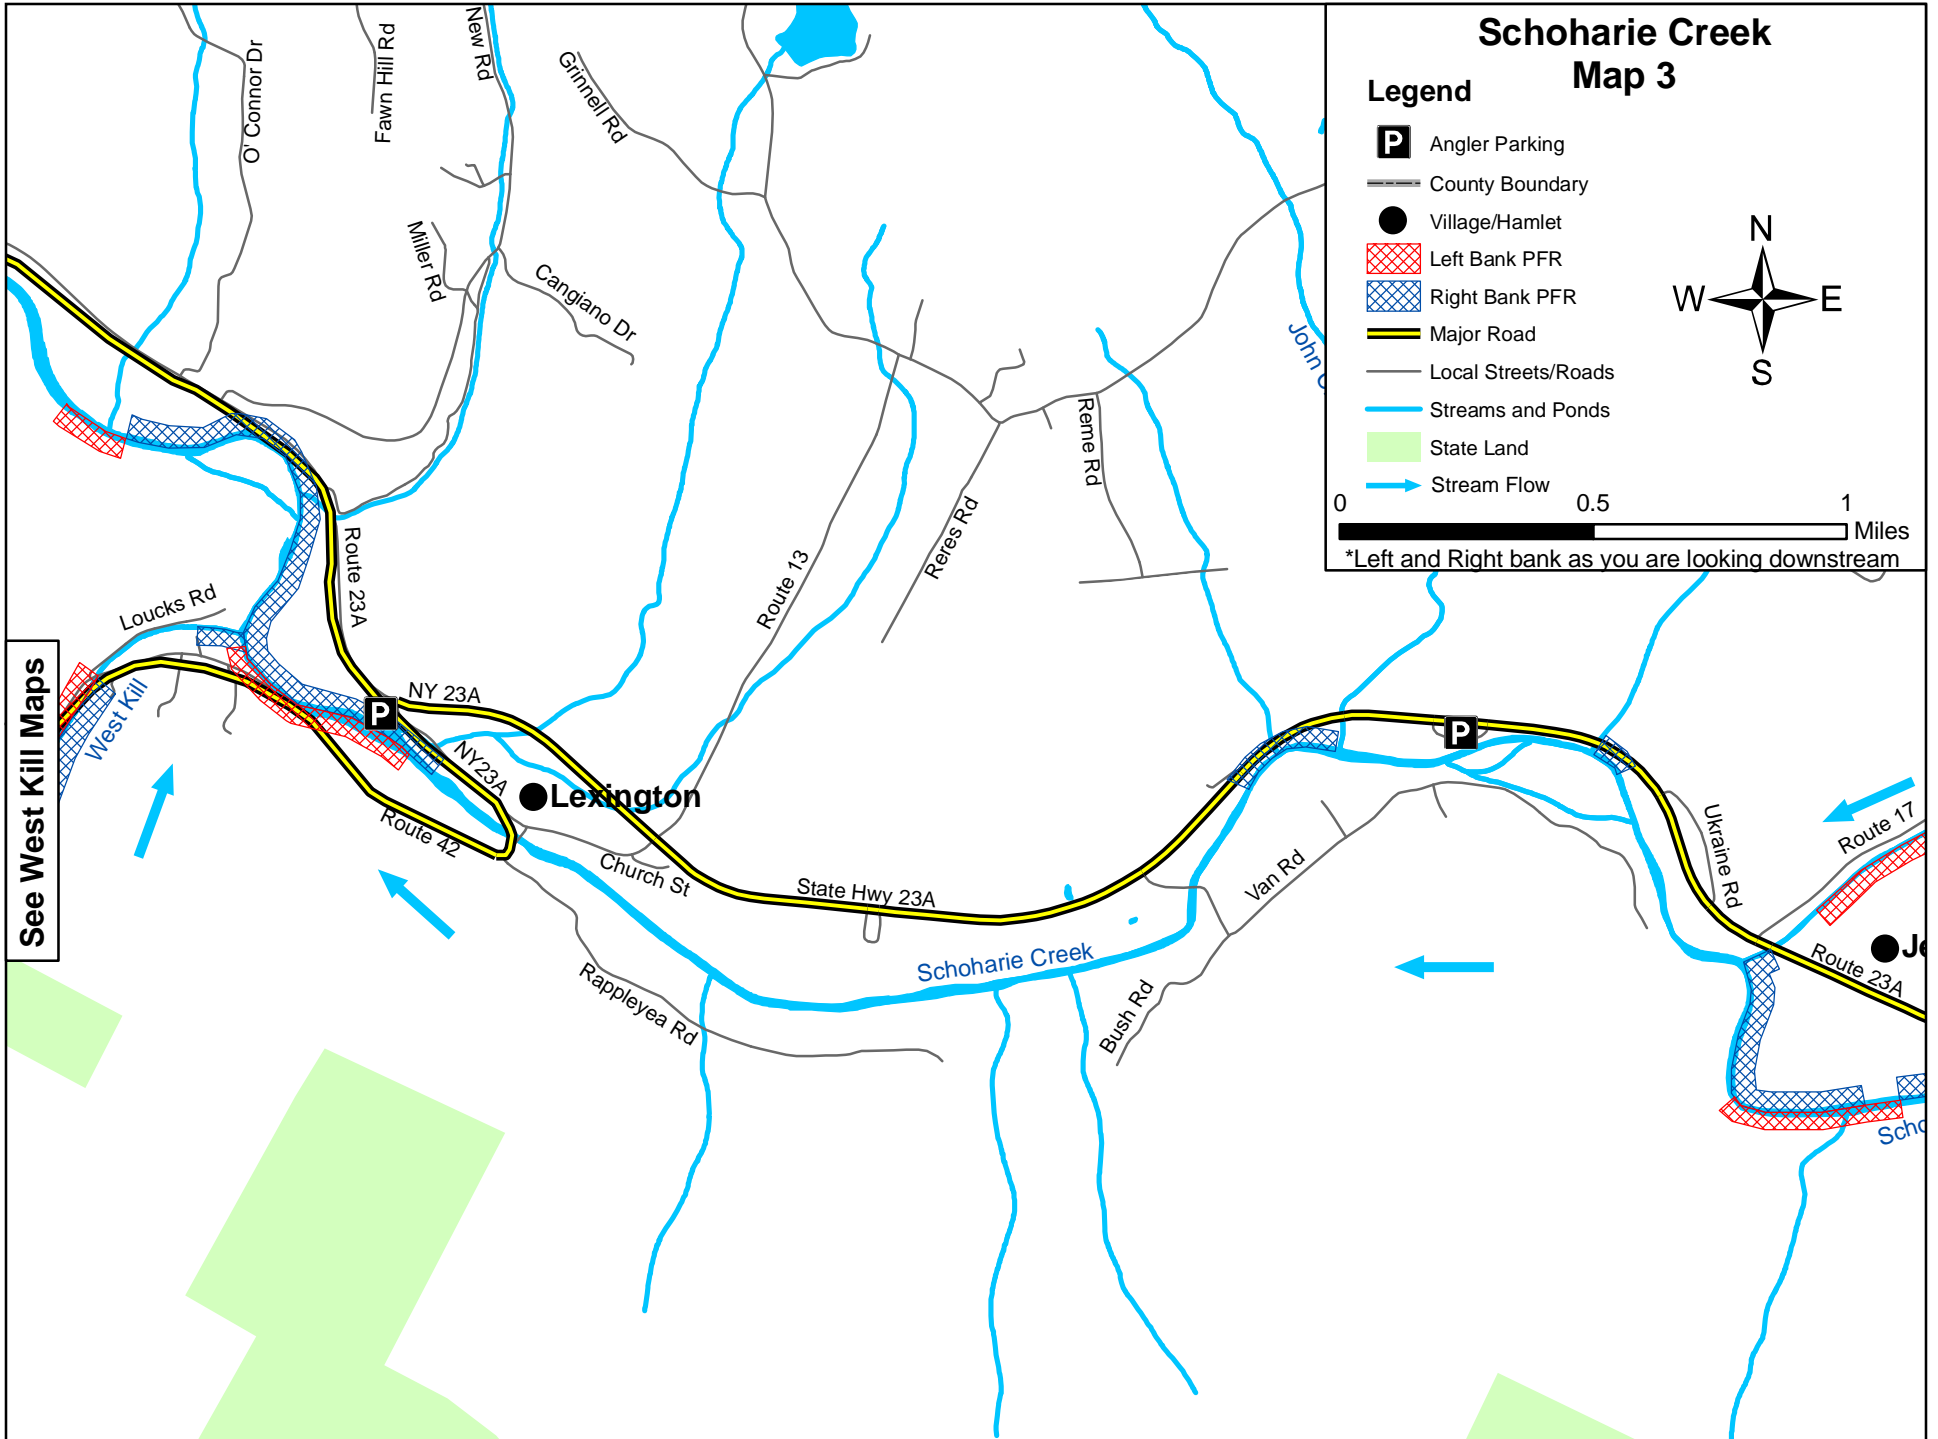 Schoharie Creek
Map 3
Legend
P Angler Parking
County Boundary
Village/Hamlet
Left Bank PFR
Right Bank PFR
Major Road
Local Streets/Roads
Streams and Ponds
State Land
Stream Flow
N
W E
S
0 0.5 1
Miles
*Left and Right bank as you are looking downstream
O' Connor Dr
Fawn Hill Rd
New Rd
Grinnell Rd
Miller Rd
Cangiano Dr
John C
Reme Rd
Reres Rd
Route 13
Route 23A
Loucks Rd
See West Kill Maps
West Kill
P
NY 23A
NY23A
Lexington
Route 42
Church St
State Hwy 23A
Rappleyea Rd
Schoharie Creek
Bush Rd
Van Rd
P
Ukraine Rd
Route 17
Je
Route 23A
Scho